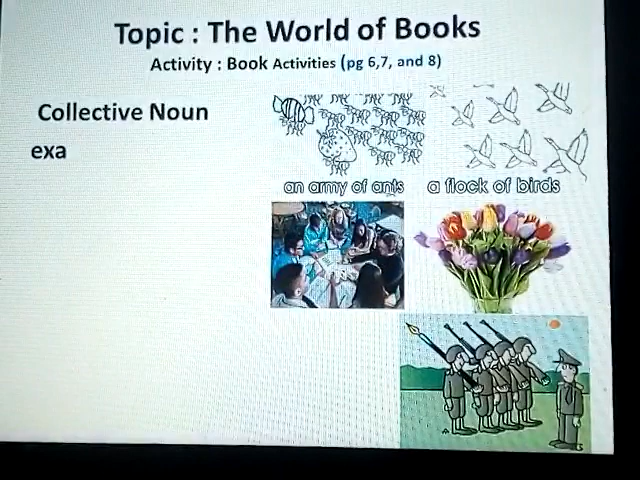 Topic : The World of Books
Activity : Book Activities (pg 6,7, and 8)
Collective Noun
exa
an army of ants
a flock of birds